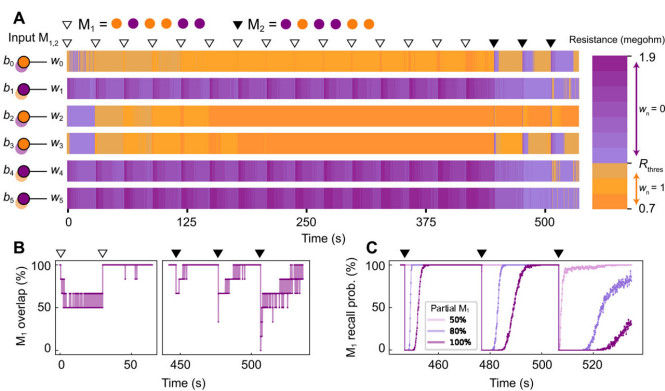 A
M₁ =
M₂ =
Input M₁,₂
Resistance (megohm)
b₀
w₀
b₁
w₁
b₂
w₂
b₃
w₃
b₄
w₄
b₅
w₅
0
125
250
375
500
Time (s)
1.9
wₙ = 0
Rthres
wₙ = 1
0.7
B
M₁ overlap (%)
100
50
0
0
50
450
500
Time (s)
C
M₁ recall prob. (%)
100
50
0
Partial M₁
50%
80%
100%
460
480
500
520
Time (s)